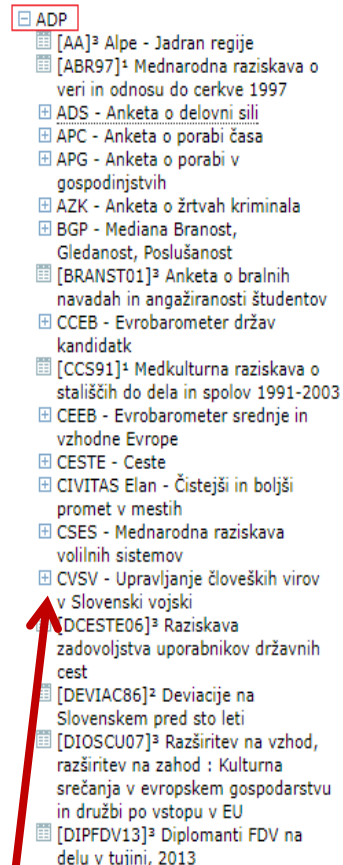 ADP
[AA]³ Alpe - Jadran regije
[ABR97]¹ Mednarodna raziskava o
veri in odnosu do cerkve 1997
ADS - Anketa o delovni sili
APC - Anketa o porabi časa
APG - Anketa o porabi v
gospodinjstvih
AZK - Anketa o žrtvah kriminala
BGP - Mediana Branost,
Gledanost, Poslušanost
[BRANST01]³ Anketa o bralnih
navadah in angažiranosti študentov
CCEB - Evrobarometer držav
kandidatk
[CCS91]¹ Medkulturna raziskava o
stališčih do dela in spolov 1991-2003
CEEB - Evrobarometer srednje in
vzhodne Evrope
CESTE - Ceste
CIVITAS Elan - Čistejši in boljši
promet v mestih
CSES - Mednarodna raziskava
volilnih sistemov
CVSV - Upravljanje človeških virov
v Slovenski vojski
[DCESTE06]³ Raziskava
zadovoljstva uporabnikov državnih
cest
[DEVIAC86]² Deviacije na
Slovenskem pred sto leti
[DIOSCU07]³ Razširitev na vzhod,
razširitev na zahod : Kulturna
srečanja v evropskem gospodarstvu
in družbi po vstopu v EU
[DIPFDV13]³ Diplomanti FDV na
delu v tujini, 2013